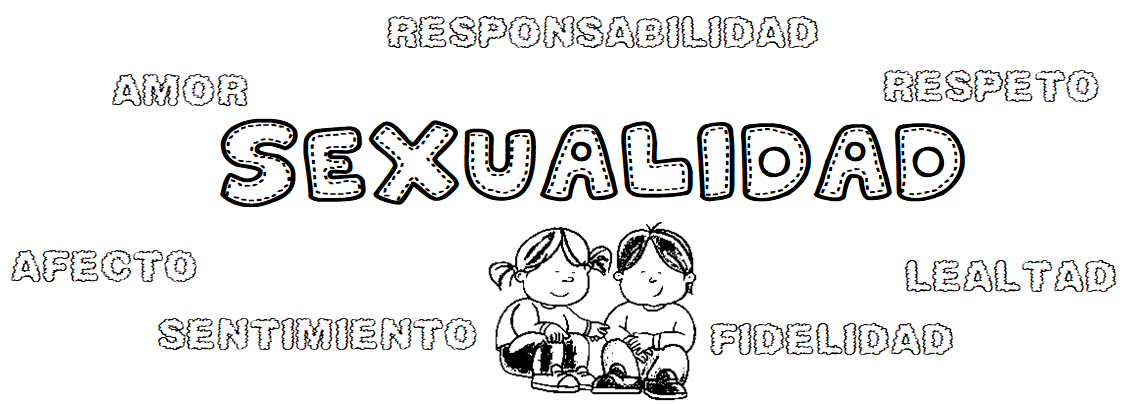 RESPONSABILIDAD
AMOR
RESPETO
SEXUALIDAD
AFECTO
LEALTAD
SENTIMIENTO
FIDELIDAD